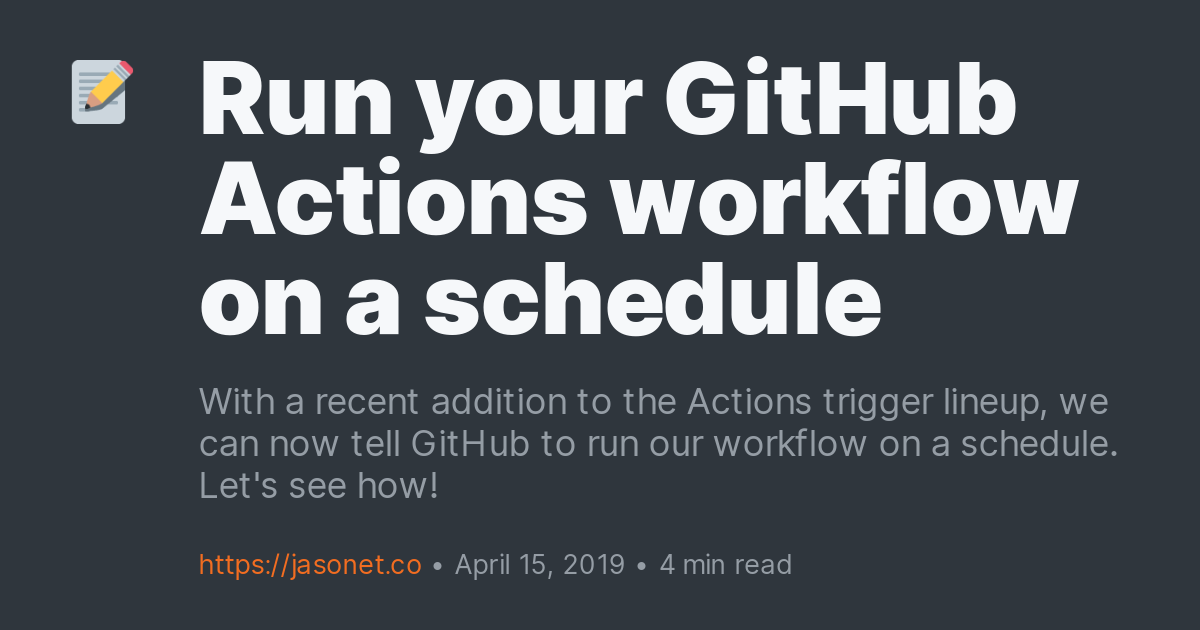 Run your GitHub
Actions workflow
on a schedule
With a recent addition to the Actions trigger lineup, we
can now tell GitHub to run our workflow on a schedule.
Let's see how!
https://jasonet.co • April 15, 2019 • 4 min read